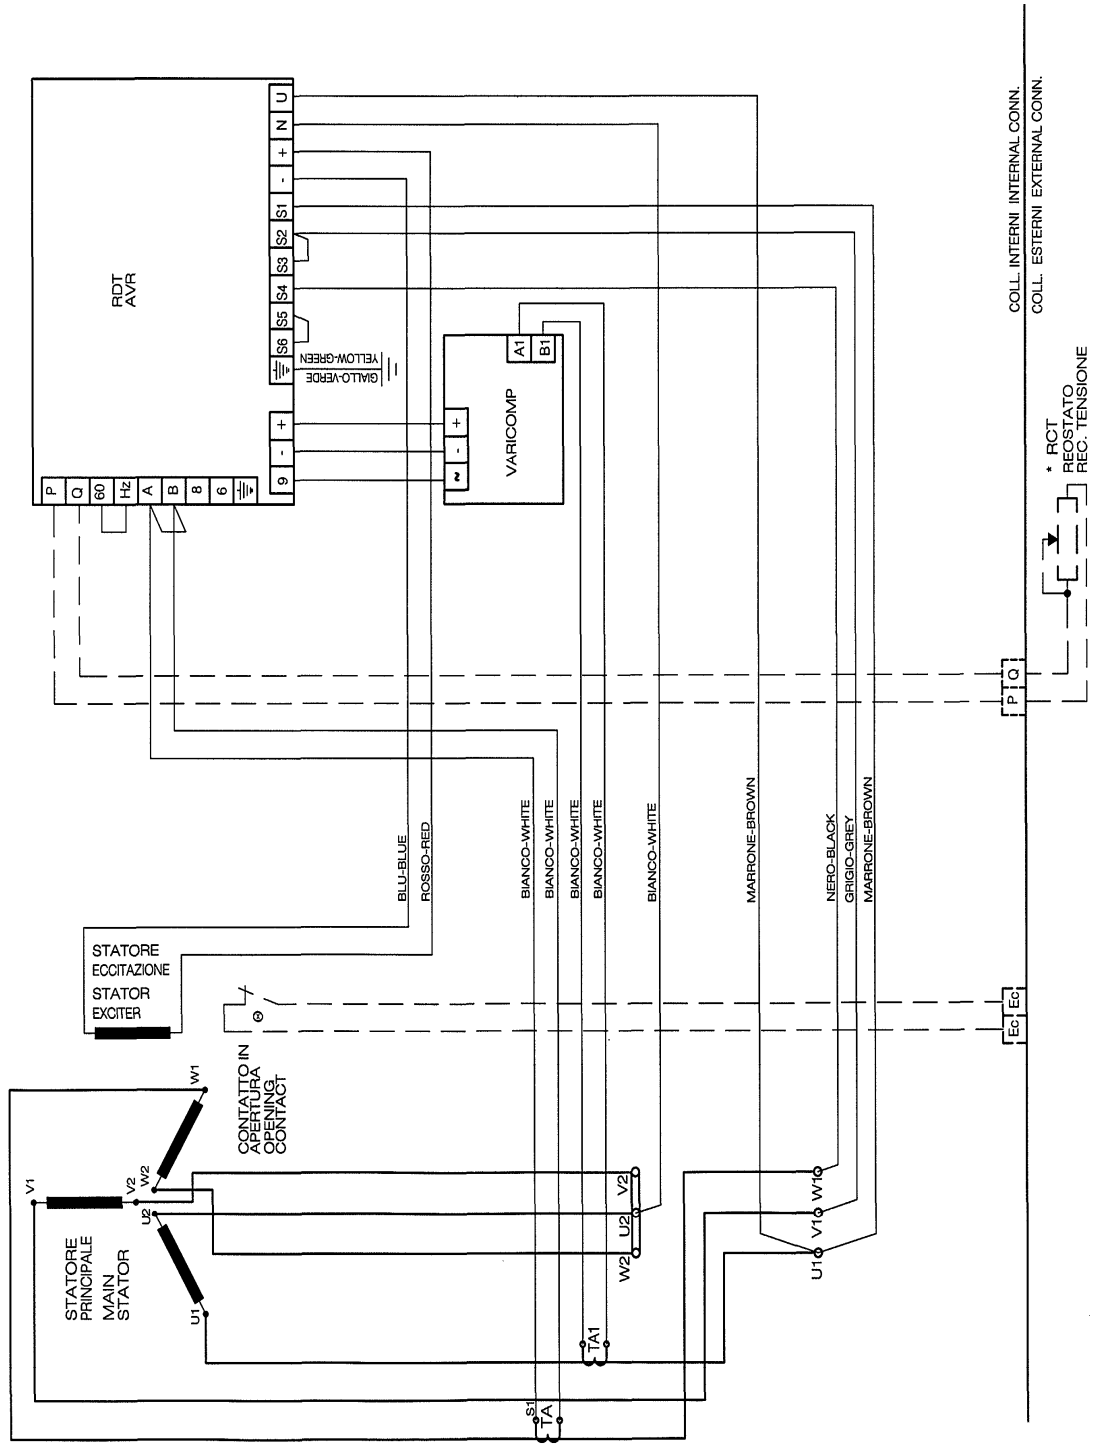 RDT
AVR
U
N
+
-
S1
S2
S3
S4
S5
S6
GIALLO-VERDE
YELLOW-GREEN
+
-
9
P
Q
60
Hz
A
B
8
6
VARICOMP
A1
B1
+
-
~
COLL. INTERNI INTERNAL CONN.
COLL. ESTERNI EXTERNAL CONN.
* RCT
REOSTATO
REC. TENSIONE
Q
P
BLU-BLUE
ROSSO-RED
BIANCO-WHITE
BIANCO-WHITE
BIANCO-WHITE
BIANCO-WHITE
BIANCO-WHITE
MARRONE-BROWN
NERO-BLACK
GRIGIO-GREY
MARRONE-BROWN
STATORE
ECCITAZIONE
STATOR
EXCITER
Θ
CONTATTO IN
APERTURA
OPENING
CONTACT
Ec
Ec
W1
V1
V2
W2
U2
U1
STATORE
PRINCIPALE
MAIN
STATOR
V2
U2
W2
W1
V1
U1
TA1
S1
TA